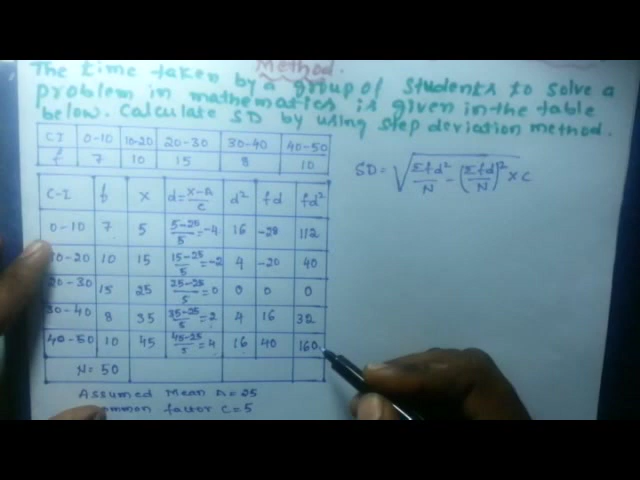 Method.
The time taken by a group of students to solve a
problem in mathematics is given in the table
below. Calculate SD by using step deviation method.
CI 0-10 10-20 20-30 30-40 40-50
f 7 10 15 8 10
SD = √(Σfd²/N - (Σfd/N)²) × C
C-I f X d=(X-A)/C d² fd fd²
0-10 7 5 (5-25)/5=-4 16 -28 112
10-20 10 15 (15-25)/5=-2 4 -20 40
20-30 15 25 (25-25)/5=0 0 0 0
30-40 8 35 (35-25)/5=2 4 16 32
40-50 10 45 (45-25)/5=4 16 40 160
N=50
Assumed Mean A=25
Common factor C=5